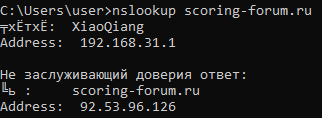 C:\Users\user>nslookup scoring-forum.ru
╤хЁтхЁ:  XiaoQiang
Address:  192.168.31.1

Не заслуживающий доверия ответ:
╚ь :     scoring-forum.ru
Address:  92.53.96.126